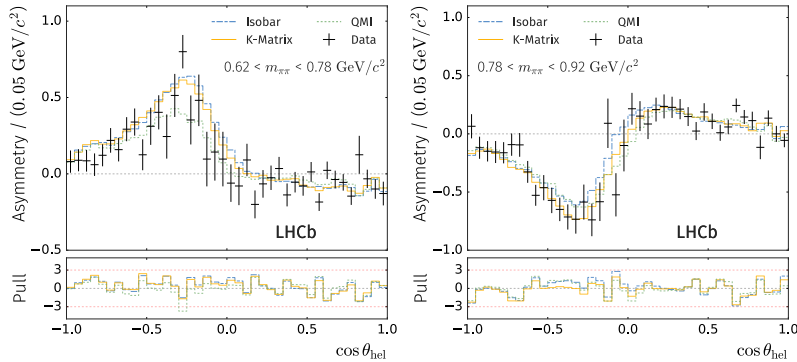 Isobar
QMI
K-Matrix
Data
0.62 < m_ππ < 0.78 GeV/c²
Asymmetry / (0.05 GeV/c²)
1.0
0.5
0.0
−0.5
LHCb
Pull
3
0
−3
−1.0 −0.5 0.0 0.5 1.0
cos θ_hel
Isobar
QMI
K-Matrix
Data
0.78 < m_ππ < 0.92 GeV/c²
Asymmetry / (0.05 GeV/c²)
1.0
0.5
0.0
−0.5
−1.0
LHCb
Pull
3
0
−3
−1.0 −0.5 0.0 0.5 1.0
cos θ_hel